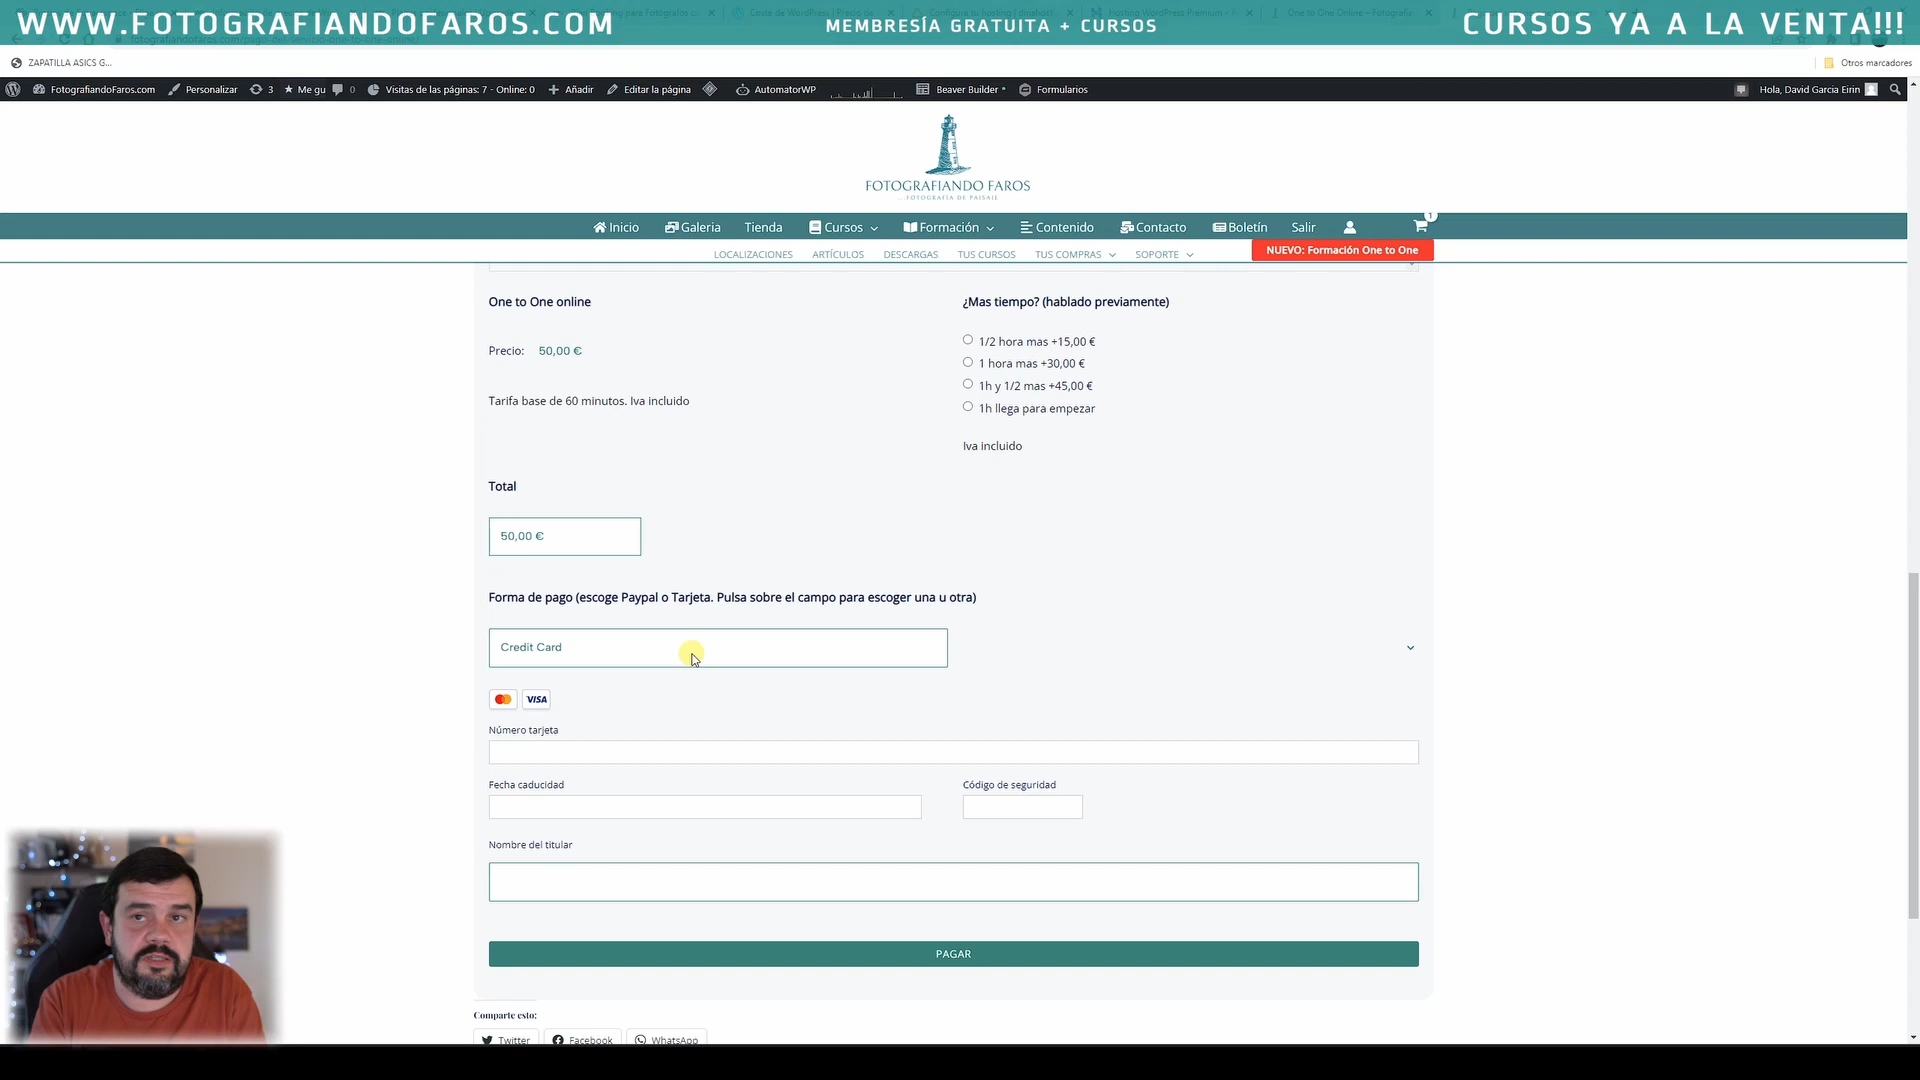 WWW.FOTOGRAFIANDOFAROS.COM
MEMBRESÍA GRATUITA + CURSOS
CURSOS YA A LA VENTA!!!
ZAPATILLA ASICS G...
Otros marcadores
FotografiandoFaros.com
Personalizar
3
Me gu
0
Visitas de las páginas: 7 - Online: 0
Añadir
Editar la página
AutomatorWP
Beaver Builder
Formularios
Hola, David Garcia Eirin
FOTOGRAFIANDO FAROS
...FOTOGRAFÍA DE PAISAJE
Inicio
Galeria
Tienda
Cursos
Formación
Contenido
Contacto
Boletín
Salir
1
LOCALIZACIONES
ARTÍCULOS
DESCARGAS
TUS CURSOS
TUS COMPRAS
SOPORTE
NUEVO: Formación One to One
One to One online
¿Mas tiempo? (hablado previamente)
Precio: 50,00 €
1/2 hora mas +15,00 €
1 hora mas +30,00 €
1h y 1/2 mas +45,00 €
1h llega para empezar
Tarifa base de 60 minutos. Iva incluido
Iva incluido
Total
50,00 €
Forma de pago (escoge Paypal o Tarjeta. Pulsa sobre el campo para escoger una u otra)
Credit Card
VISA
Número tarjeta
Fecha caducidad
Código de seguridad
Nombre del titular
PAGAR
Comparte esto:
Twitter
Facebook
WhatsApp